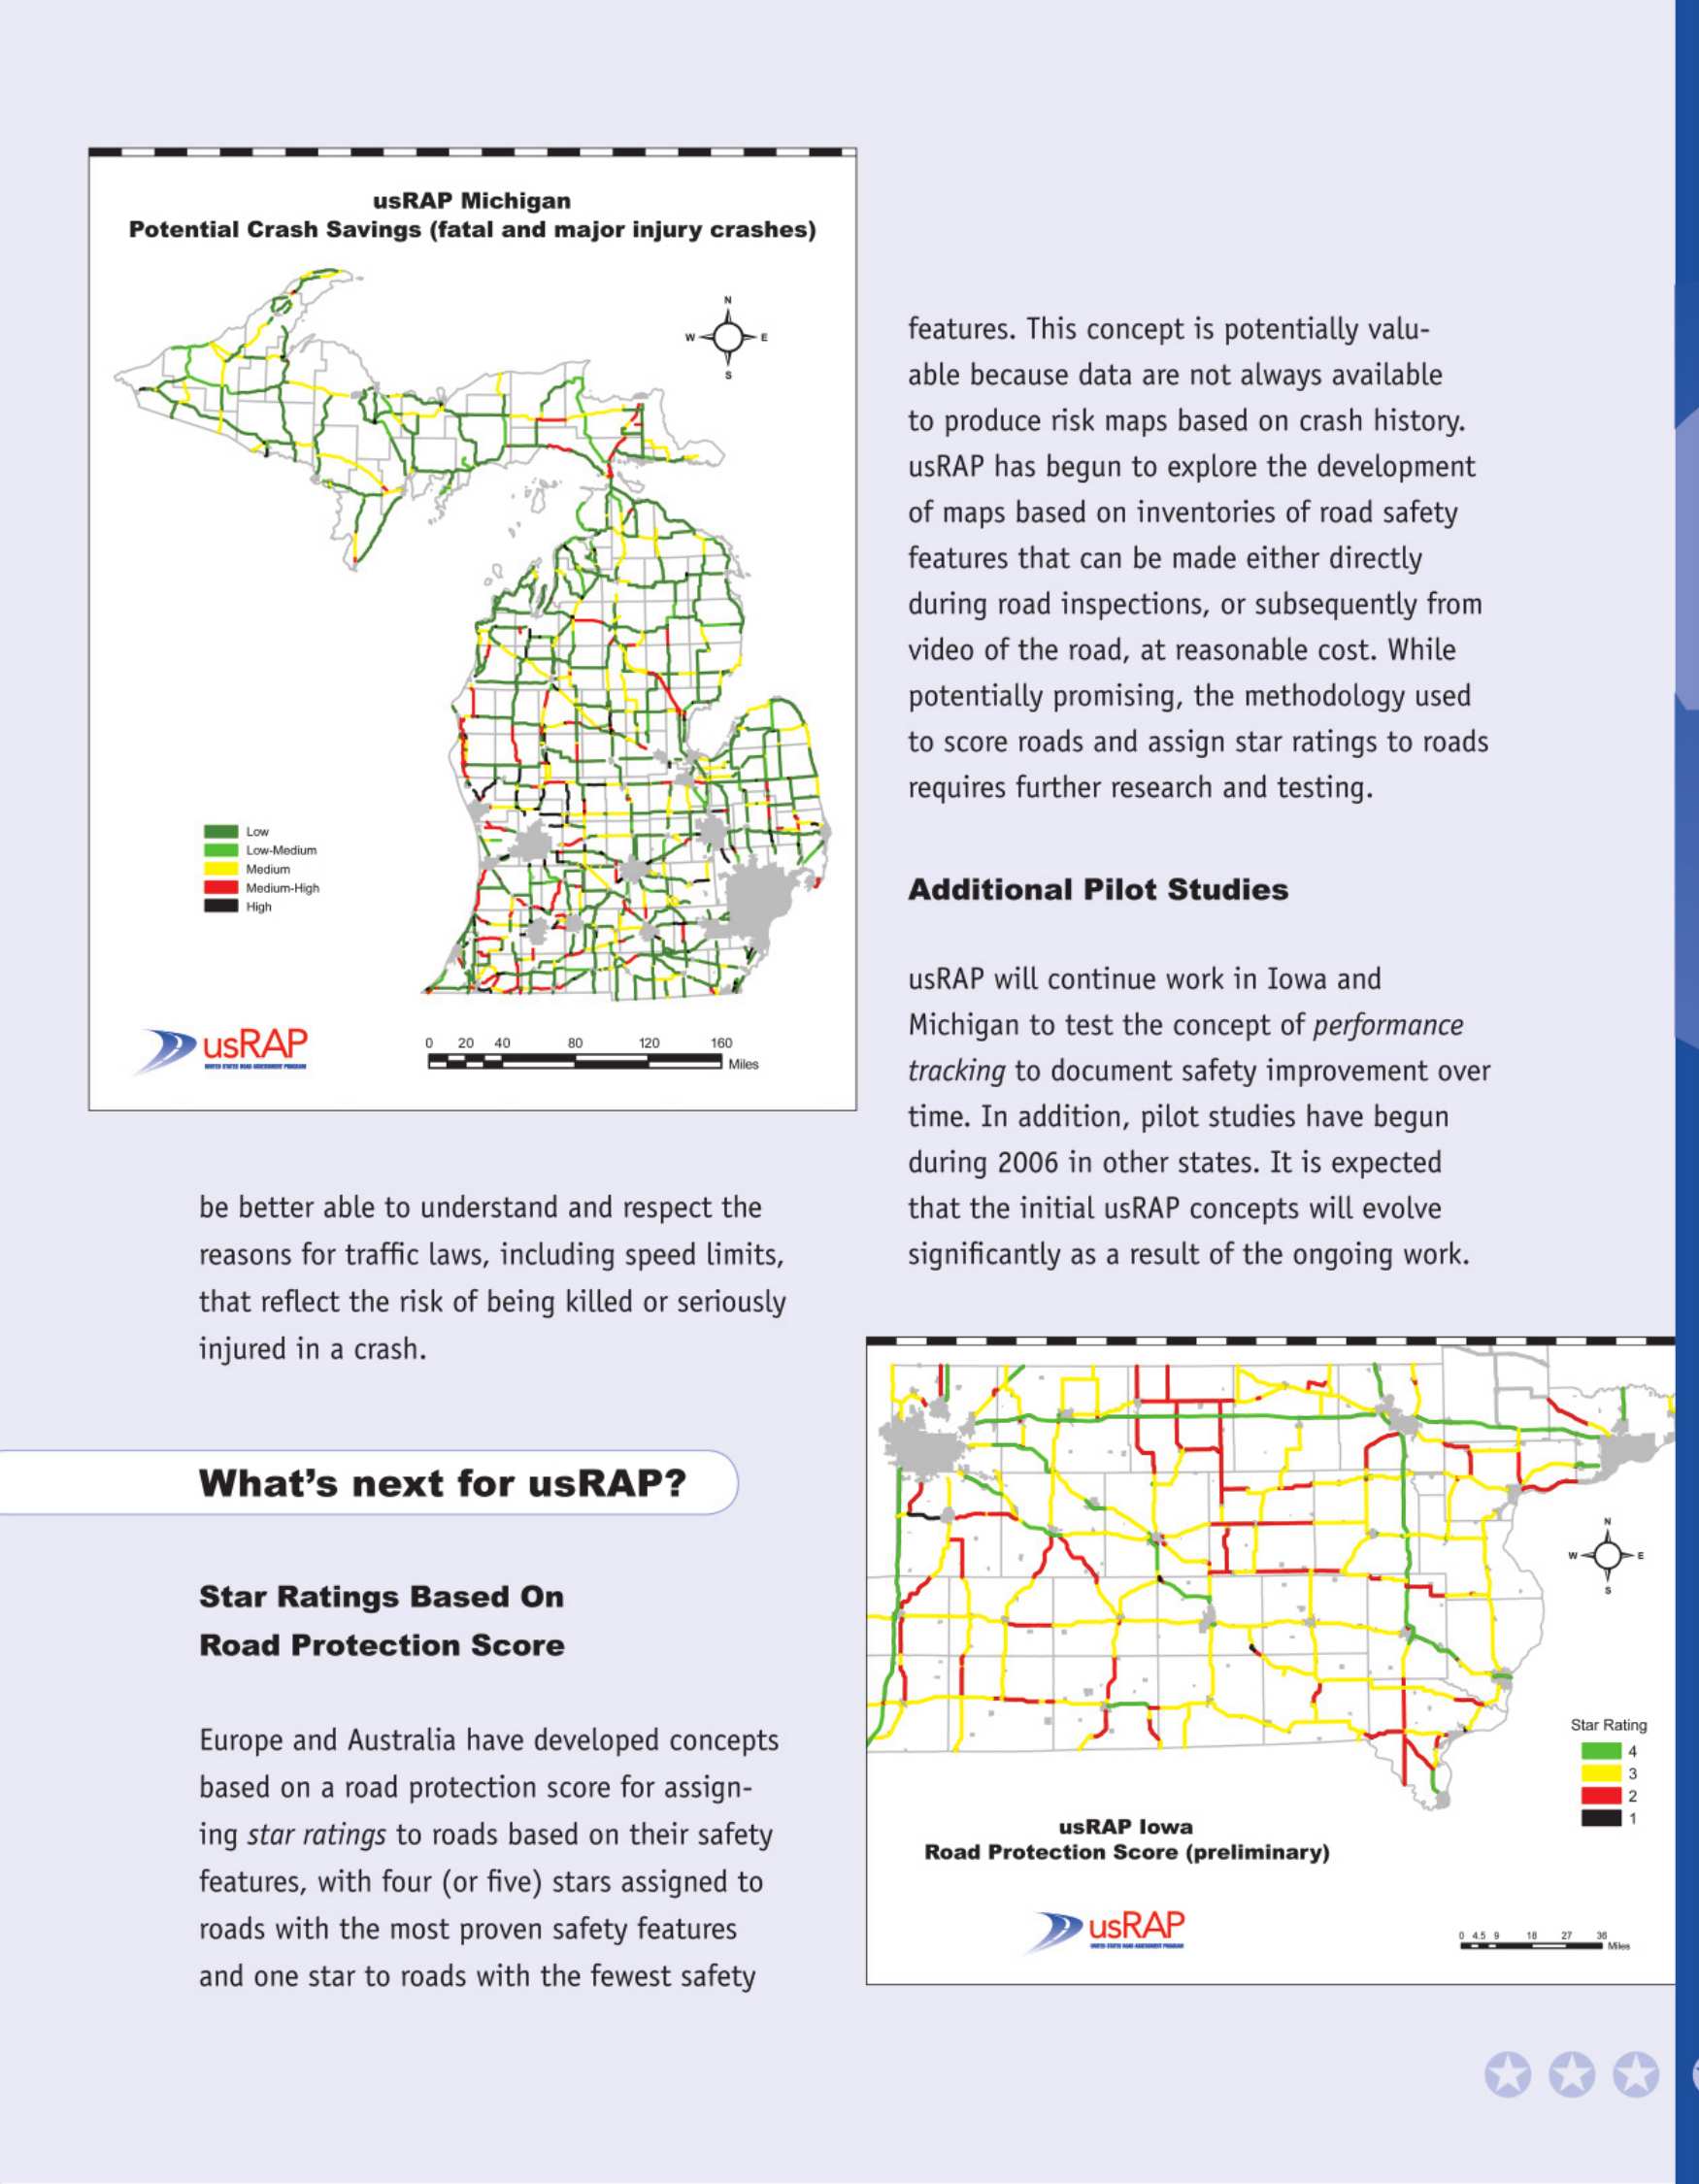 usRAP Michigan
Potential Crash Savings (fatal and major injury crashes)
N
W
E
S
Low
Low-Medium
Medium
Medium-High
High
usRAP
UNITED STATES ROAD ASSESSMENT PROGRAM
0 20 40 80 120 160
Miles
be better able to understand and respect the
reasons for traffic laws, including speed limits,
that reflect the risk of being killed or seriously
injured in a crash.
What's next for usRAP?
Star Ratings Based On
Road Protection Score
Europe and Australia have developed concepts
based on a road protection score for assign-
ing star ratings to roads based on their safety
features, with four (or five) stars assigned to
roads with the most proven safety features
and one star to roads with the fewest safety
features. This concept is potentially valu-
able because data are not always available
to produce risk maps based on crash history.
usRAP has begun to explore the development
of maps based on inventories of road safety
features that can be made either directly
during road inspections, or subsequently from
video of the road, at reasonable cost. While
potentially promising, the methodology used
to score roads and assign star ratings to roads
requires further research and testing.
Additional Pilot Studies
usRAP will continue work in Iowa and
Michigan to test the concept of performance
tracking to document safety improvement over
time. In addition, pilot studies have begun
during 2006 in other states. It is expected
that the initial usRAP concepts will evolve
significantly as a result of the ongoing work.
N
W
E
S
Star Rating
4
3
2
1
usRAP Iowa
Road Protection Score (preliminary)
usRAP
UNITED STATES ROAD ASSESSMENT PROGRAM
0 4.5 9 18 27 36
Miles